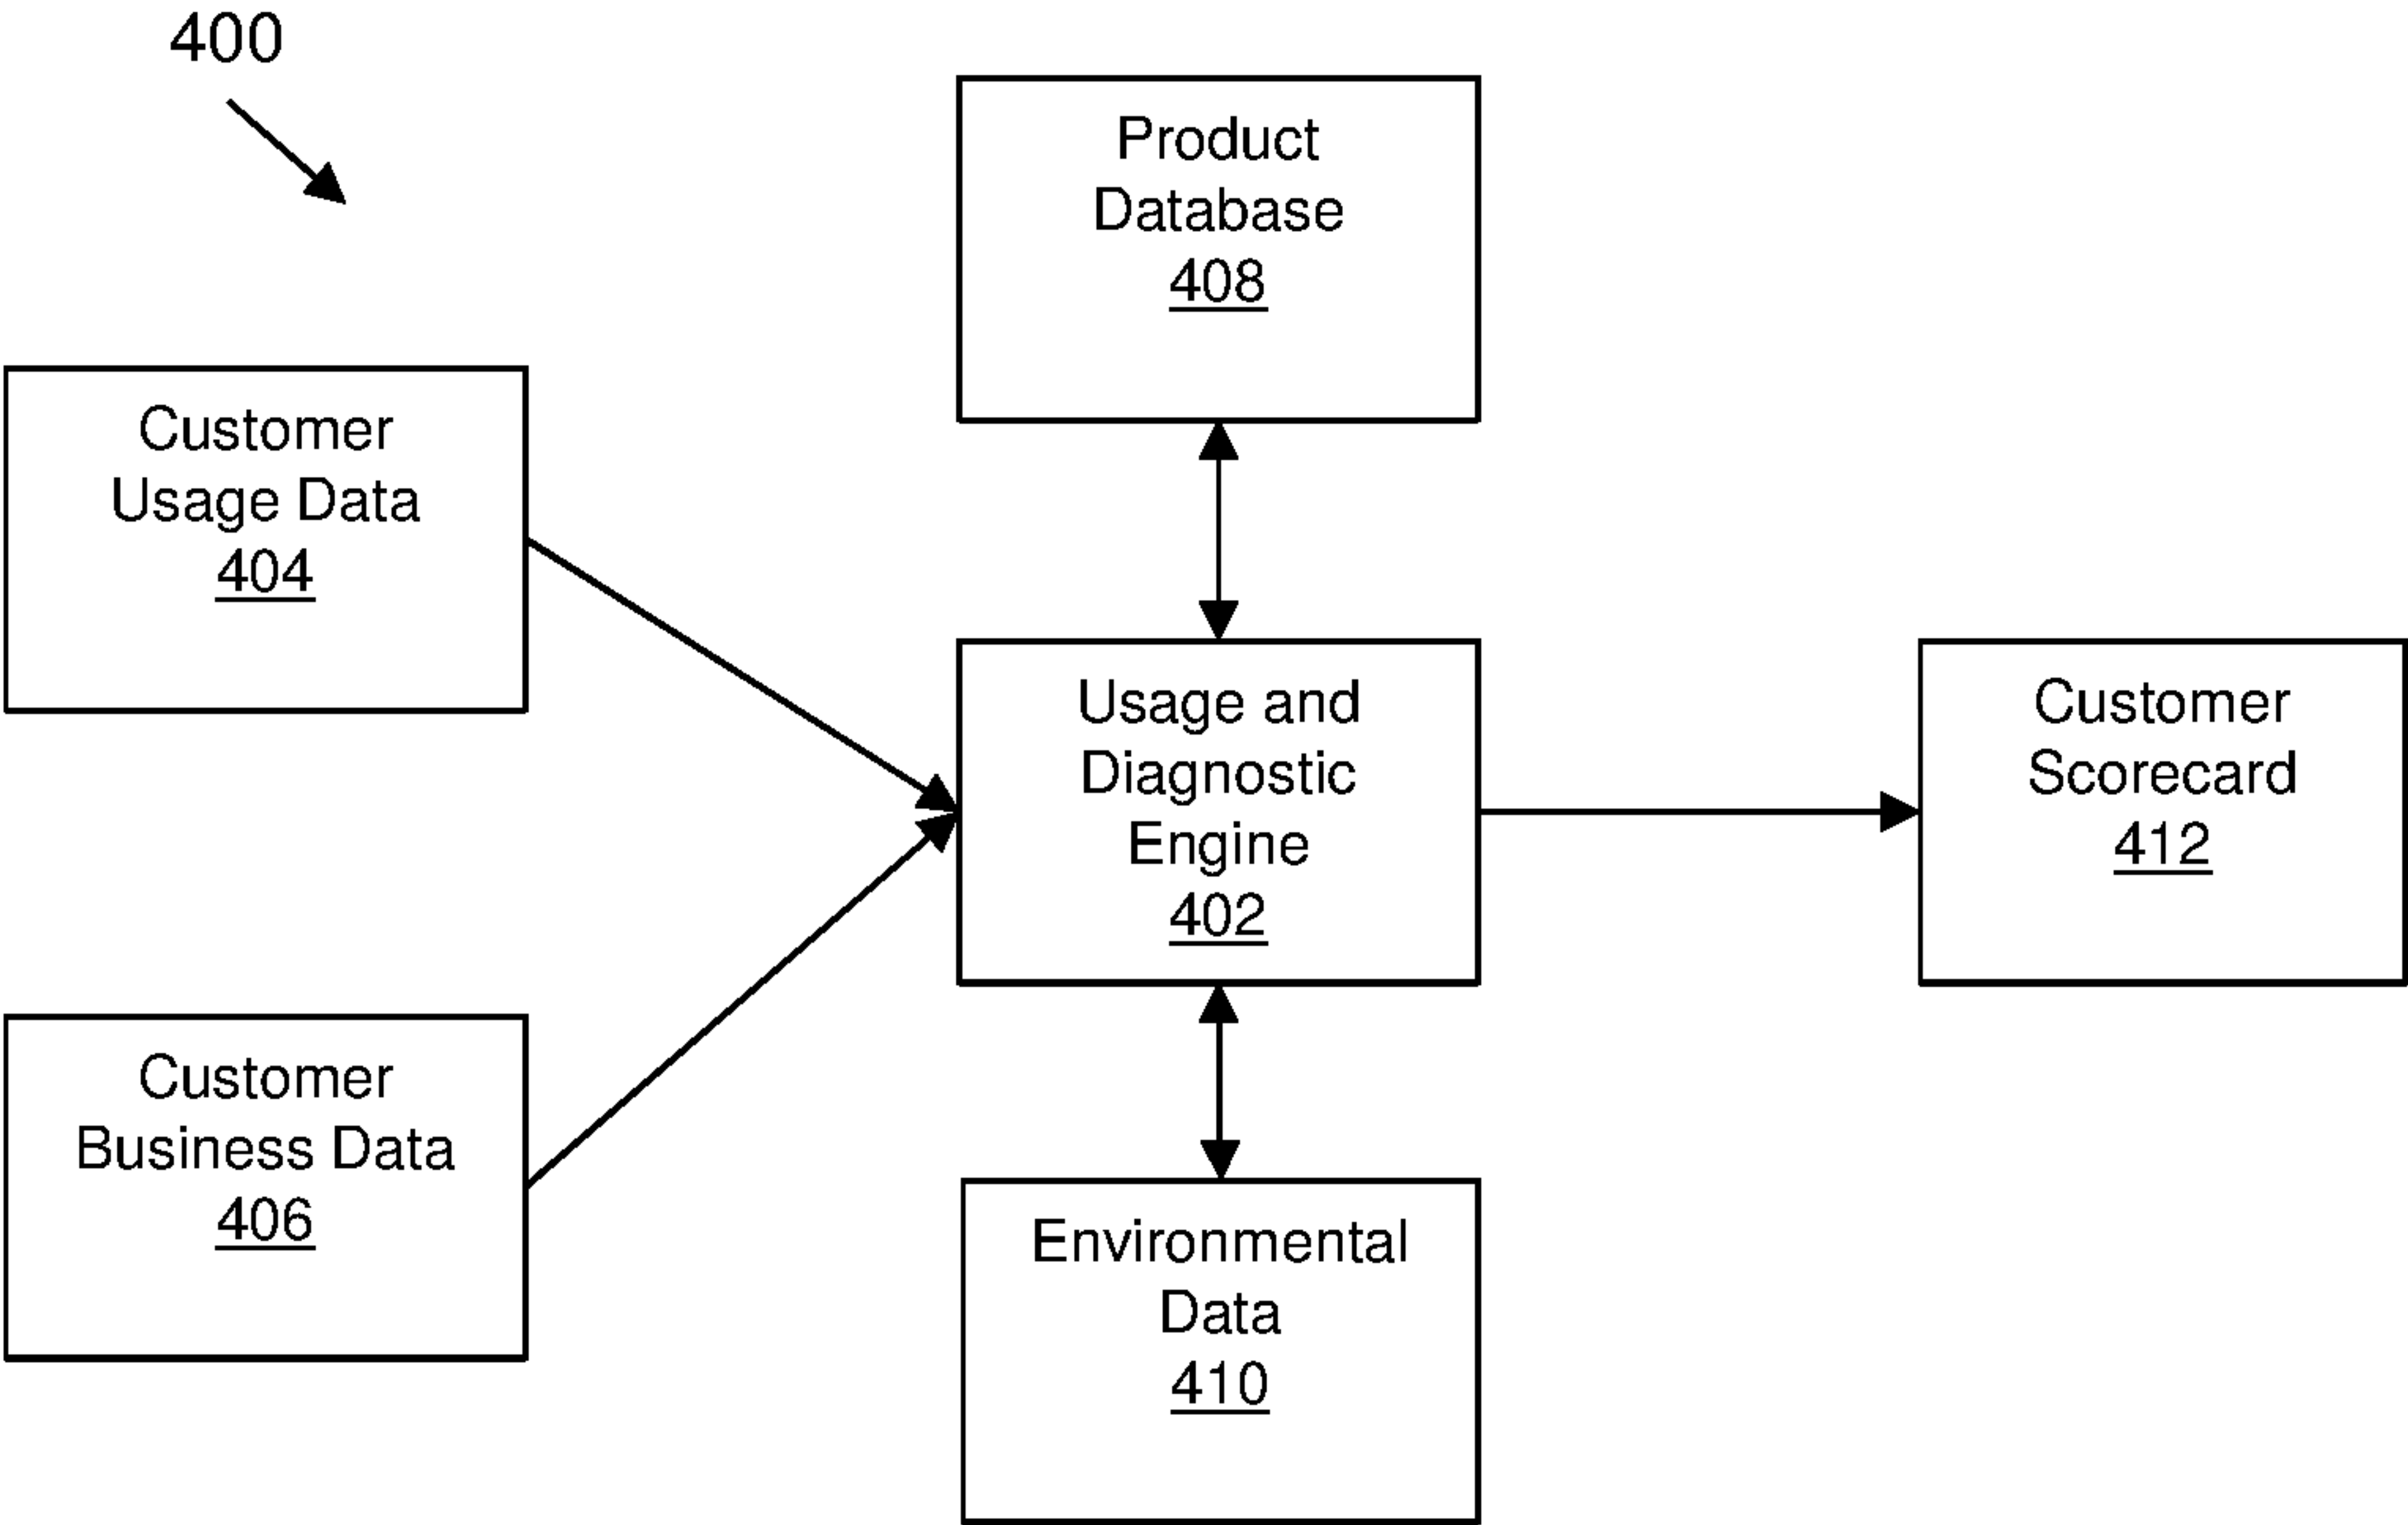 400
Product
Database
408
Customer
Usage Data
404
Usage and
Diagnostic
Engine
402
Customer
Scorecard
412
Customer
Business Data
406
Environmental
Data
410